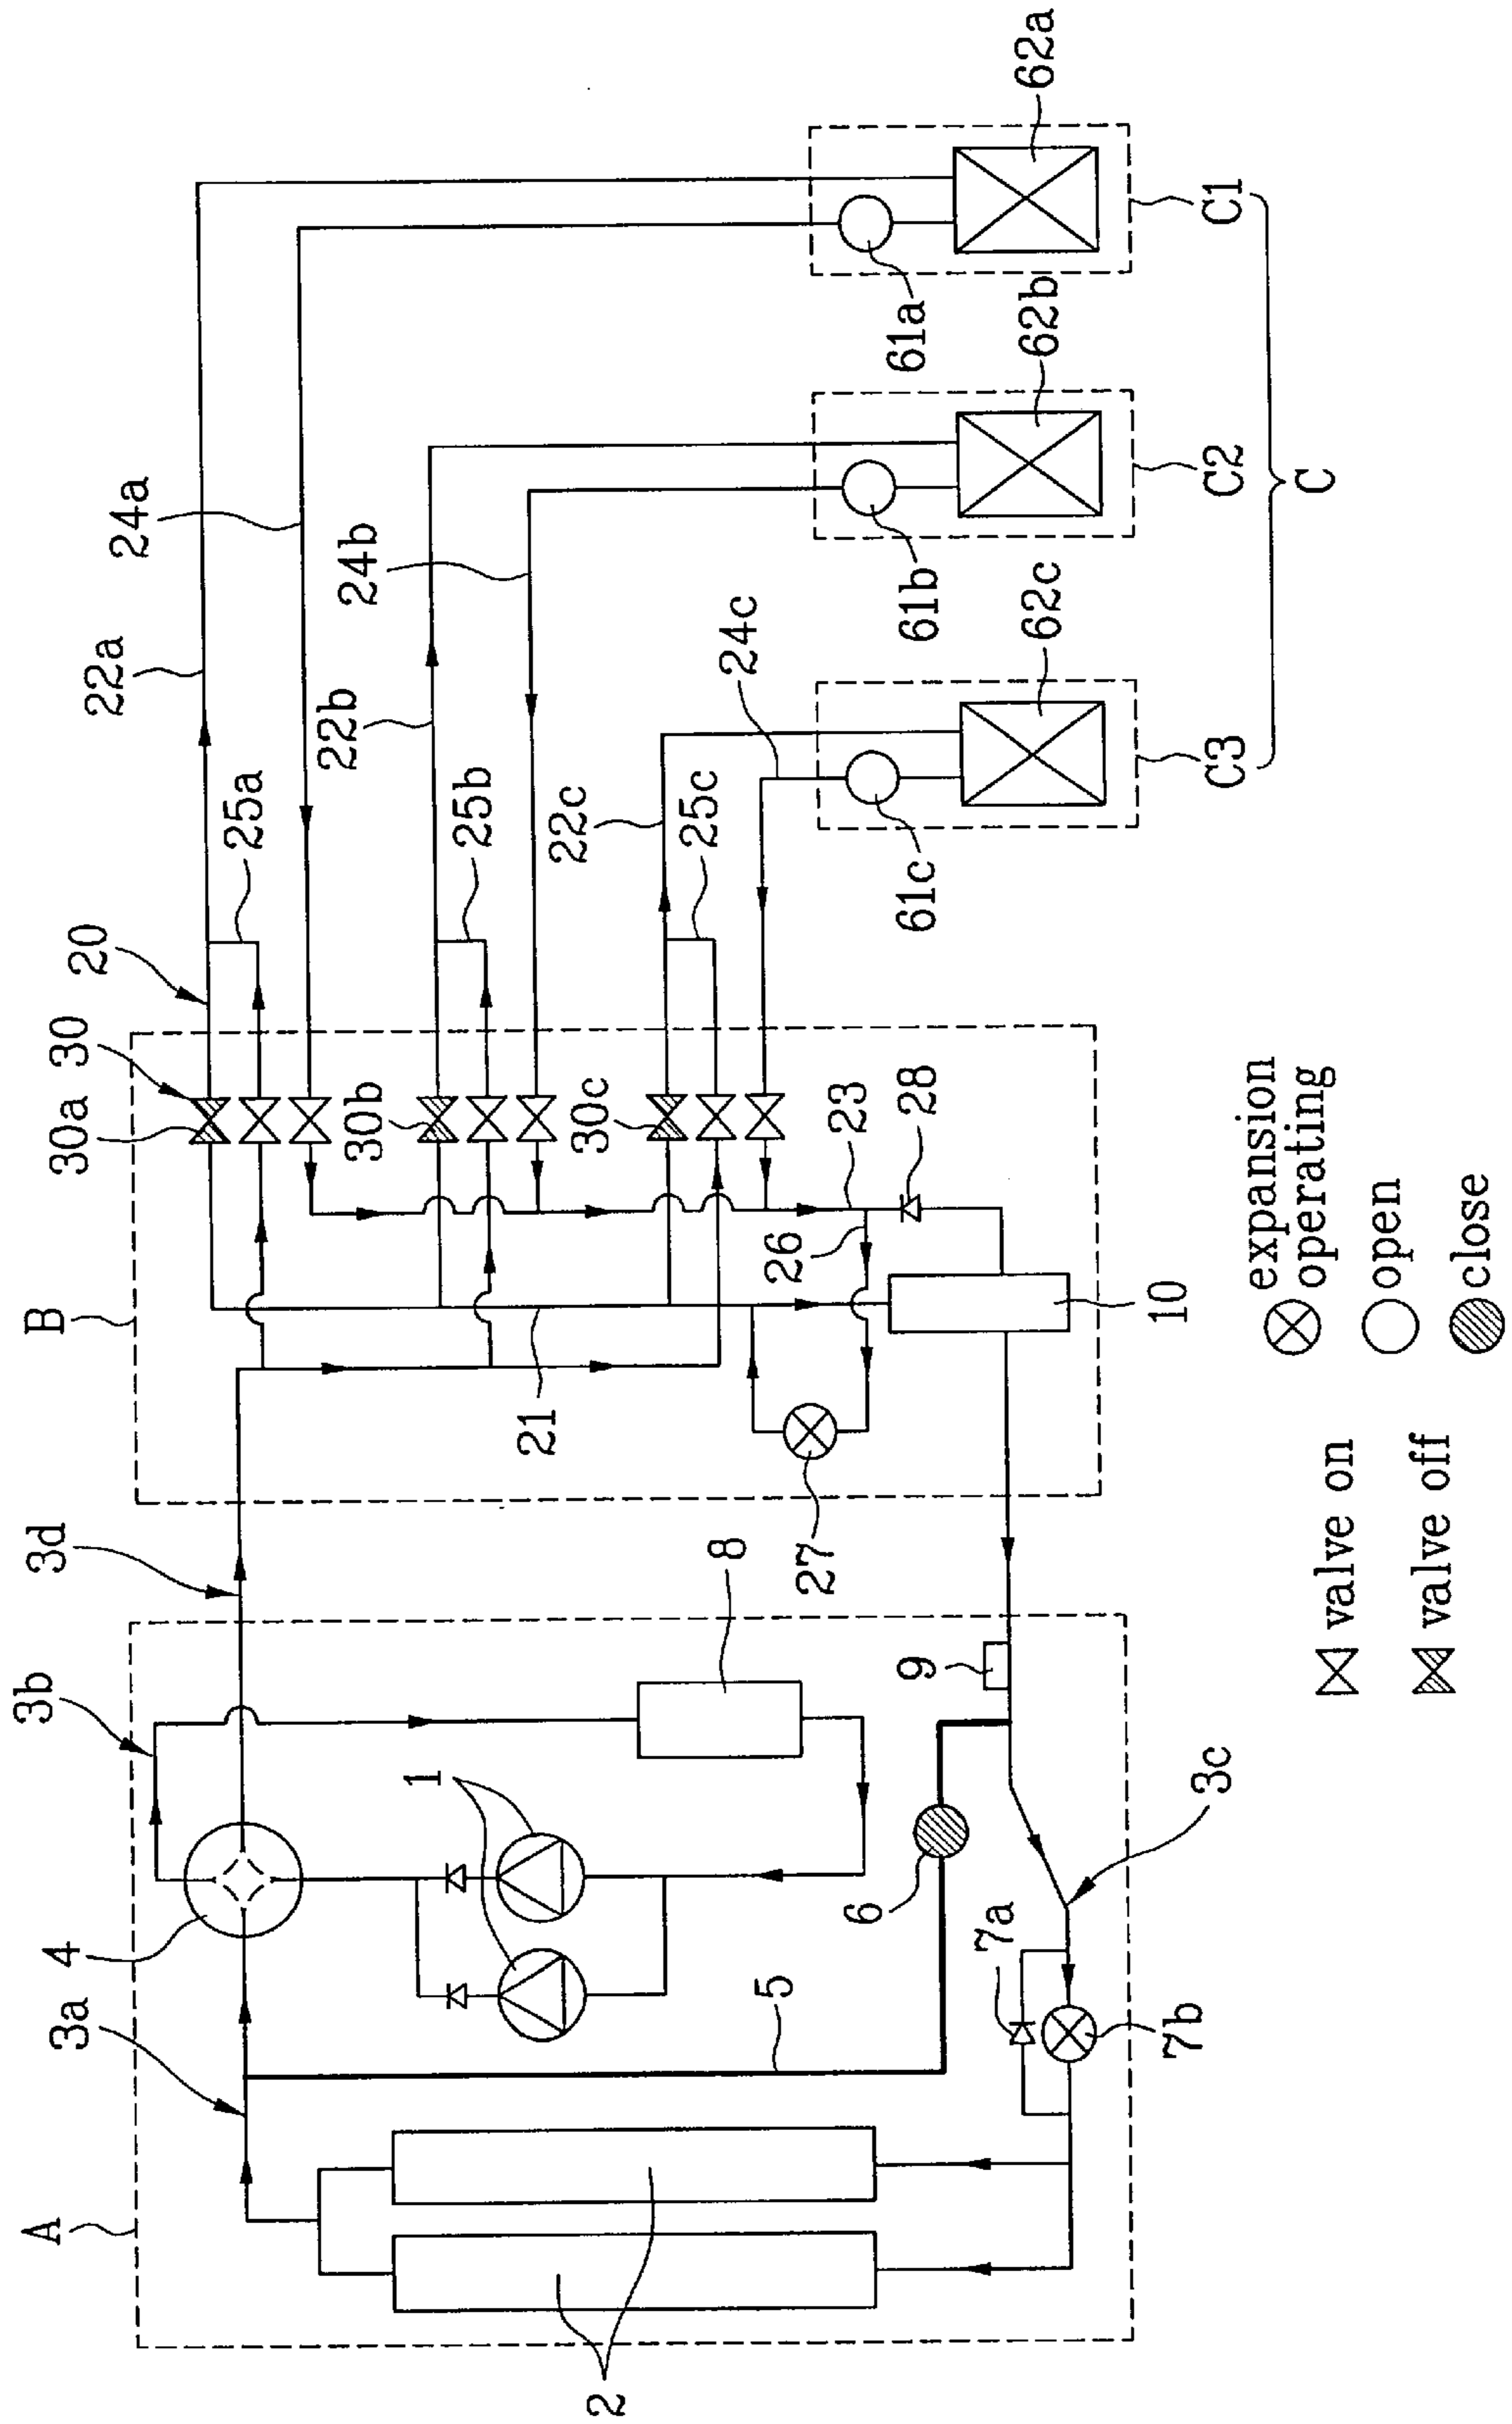 A
B
3a
4
3b
3d
20
30
30a
25a
22a
24a
1
2
5
6
8
21
30b
25b
22b
24b
30c
25c
22c
24c
23
28
26
27
10
9
7a
7b
3c
61a
61b
61c
62a
62b
62c
C1
C2
C3
C
valve on
valve off
expansion
operating
open
close